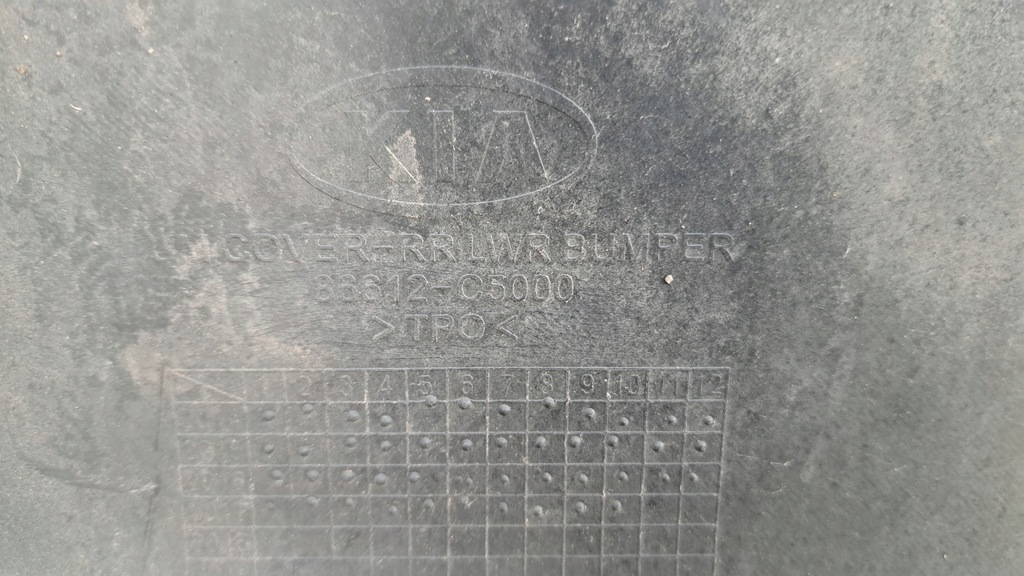 KIA
COVER-RR LWR BUMPER
86612-C5000
>TPO<
1 2 3 4 5 6 7 8 9 10 11 12